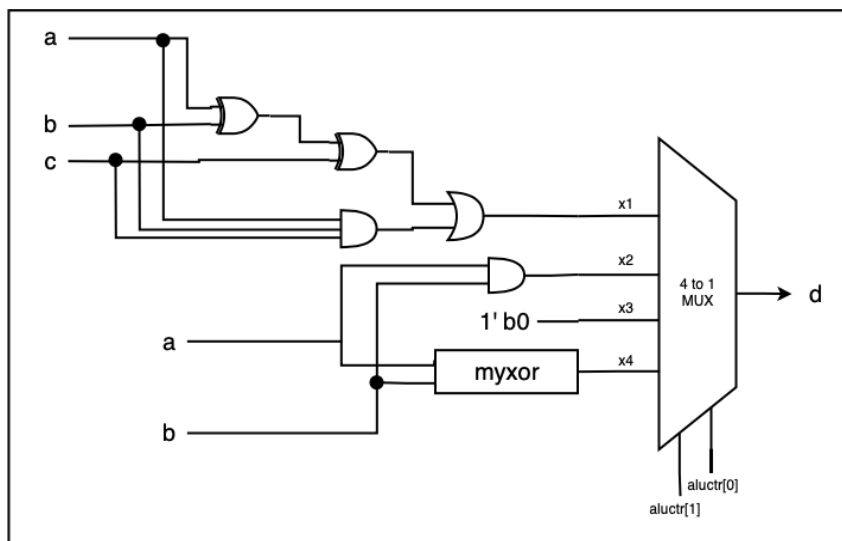 a
b
c
x1
x2
4 to 1
MUX
d
1' b0
x3
a
myxor
x4
b
aluctr[0]
aluctr[1]